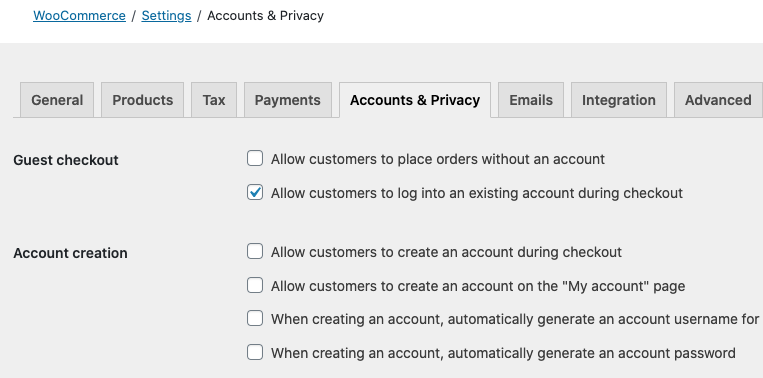 WooCommerce / Settings / Accounts & Privacy
General Products Tax Payments Accounts & Privacy Emails Integration Advanced
Guest checkout
Allow customers to place orders without an account
Allow customers to log into an existing account during checkout
Account creation
Allow customers to create an account during checkout
Allow customers to create an account on the "My account" page
When creating an account, automatically generate an account username for
When creating an account, automatically generate an account password